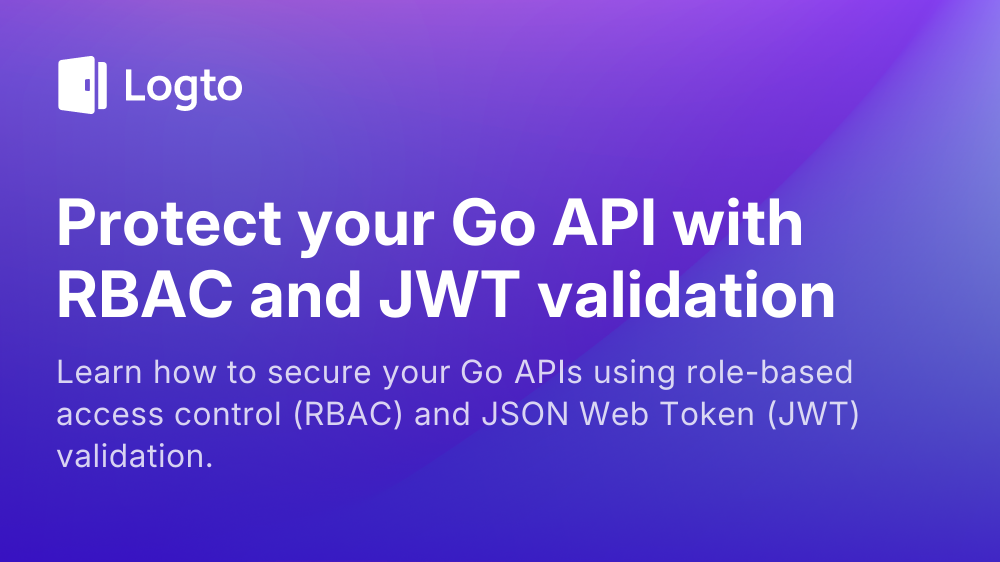 Logto
Protect your Go API with
RBAC and JWT validation
Learn how to secure your Go APIs using role-based
access control (RBAC) and JSON Web Token (JWT)
validation.